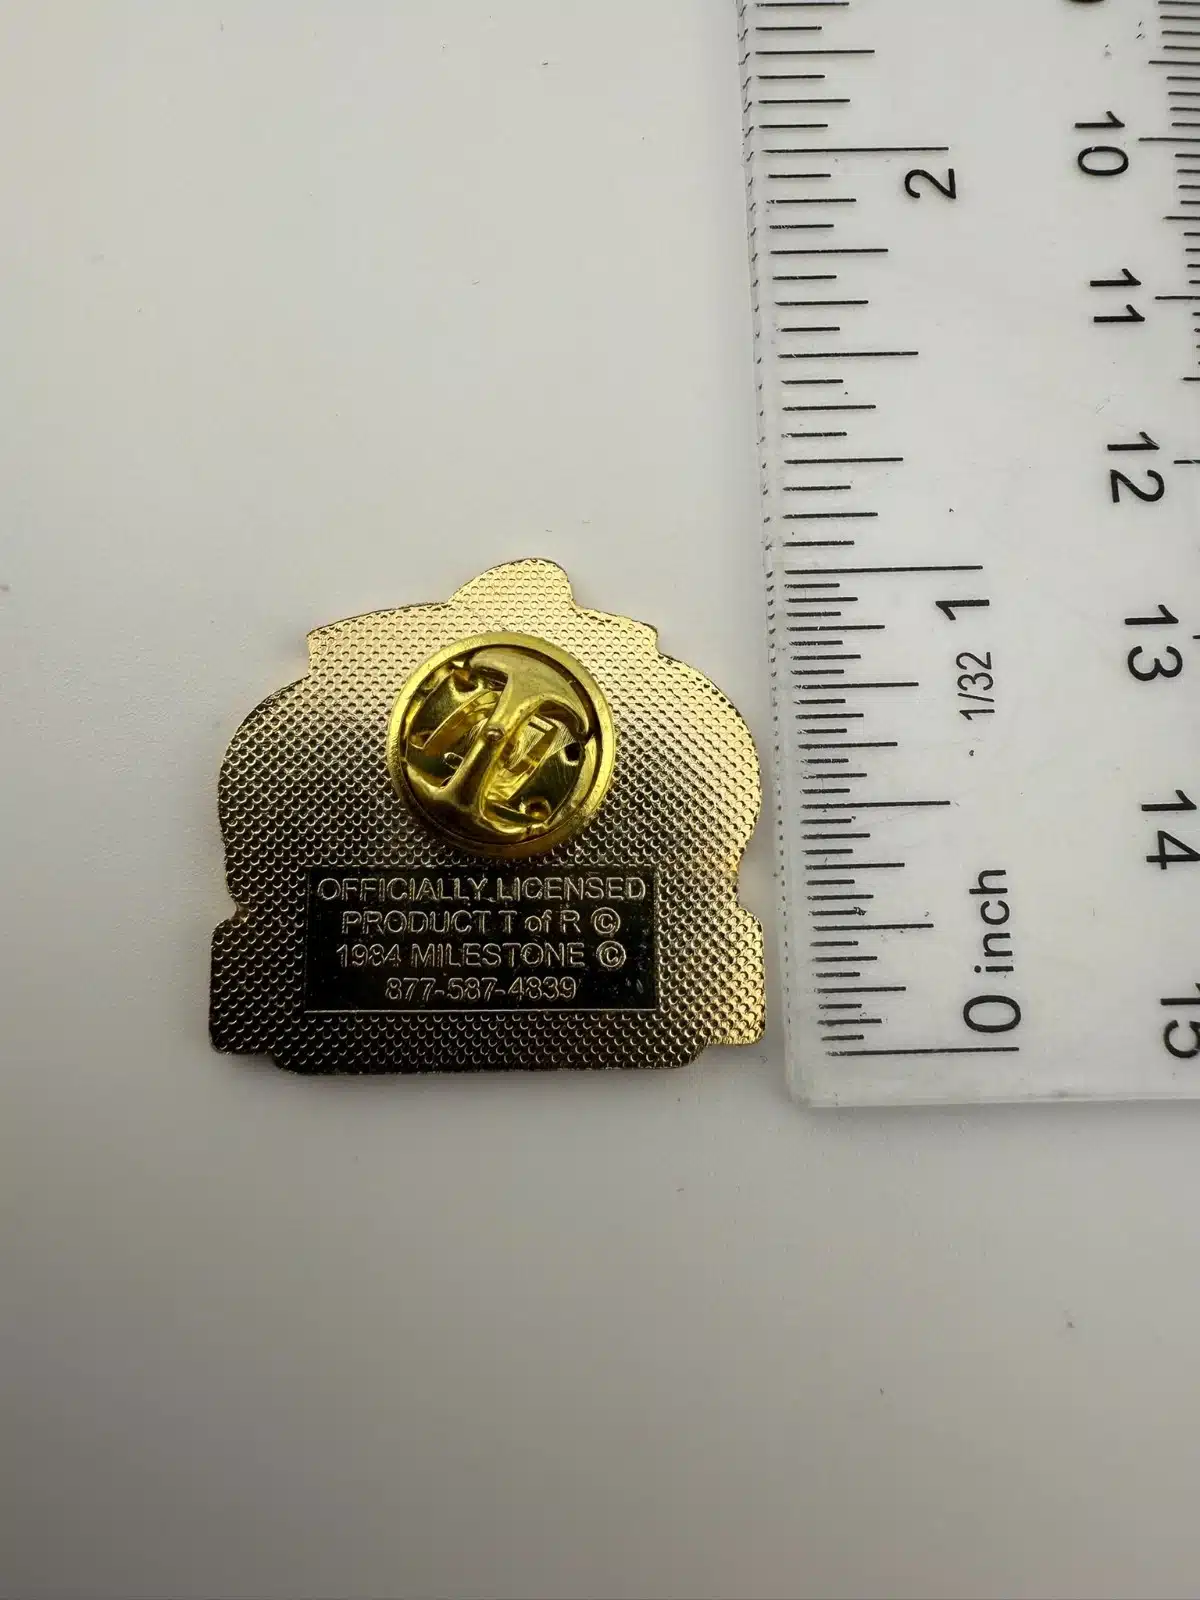 OFFICIALLY LICENSED
PRODUCT T of R ©
1984 MILESTONE ©
877-587-4839
2
1
1/32
0 inch
10
11
12
13
14
15